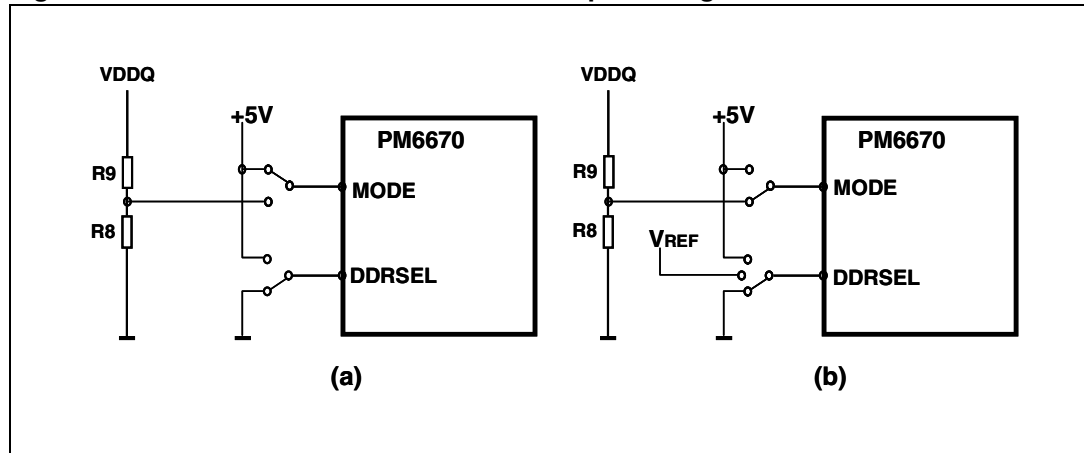 VDDQ
+5V
PM6670
R9
MODE
R8
DDRSEL
(a)
VDDQ
+5V
PM6670
R9
MODE
R8
VREF
DDRSEL
(b)